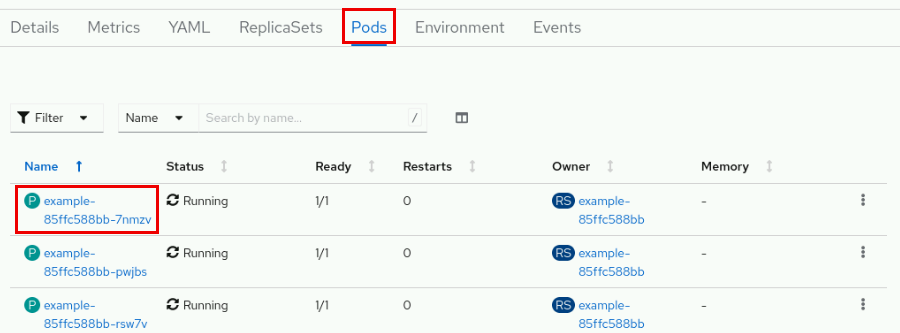 Details Metrics YAML ReplicaSets Pods Environment Events
Filter Name Search by name... /
Name Status Ready Restarts Owner Memory
P example- Running 1/1 0 RS example- -
85ffc588bb-7nmzv 85ffc588bb
P example- Running 1/1 0 RS example- -
85ffc588bb-pwjbs 85ffc588bb
P example- Running 1/1 0 RS example- -
85ffc588bb-rsw7v 85ffc588bb